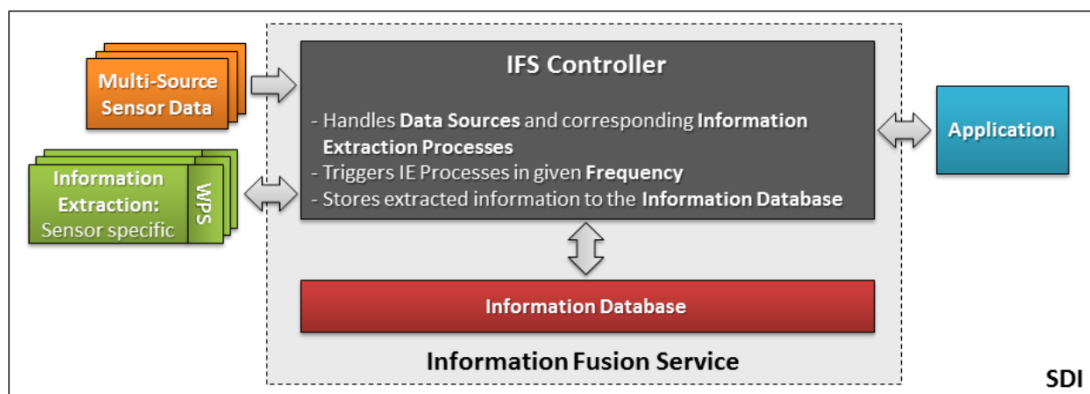 Multi-Source
Sensor Data
Information
Extraction:
Sensor specific
WPS
IFS Controller
- Handles Data Sources and corresponding Information
Extraction Processes
- Triggers IE Processes in given Frequency
- Stores extracted information to the Information Database
Application
Information Database
Information Fusion Service
SDI